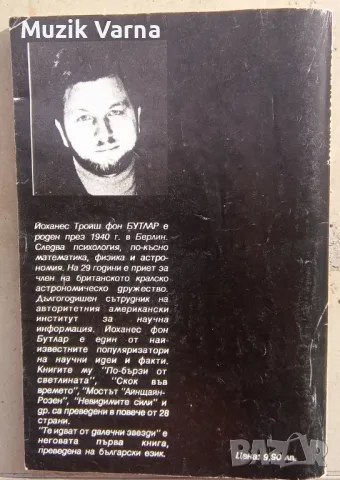 Muzik Varna
Йоханес Тройш фон БУТЛАР е
роден през 1940 г. в Берлин.
Следва психология, по-късно
математика, физика и астро-
номия. На 29 години е приет за
член на британското кралско
астрономическо дружество.
Дългогодишен сътрудник на
авторитетния американски
институт за научна
информация. Йоханес фон
Бутлар е един от най-
известните популяризатори
на научни идеи и факти.
Книгите му "По-бързи от
светлината", "Скок във
времето", "Мостът "Аинщаян-
Розен", "Невидимите сили" и
др. са преведени в повече от 28
страни.
"Те идват от далечни звезди" е
неговата първа книга,
преведена на български език.
Цена: 9,90 лв.
BAZAR